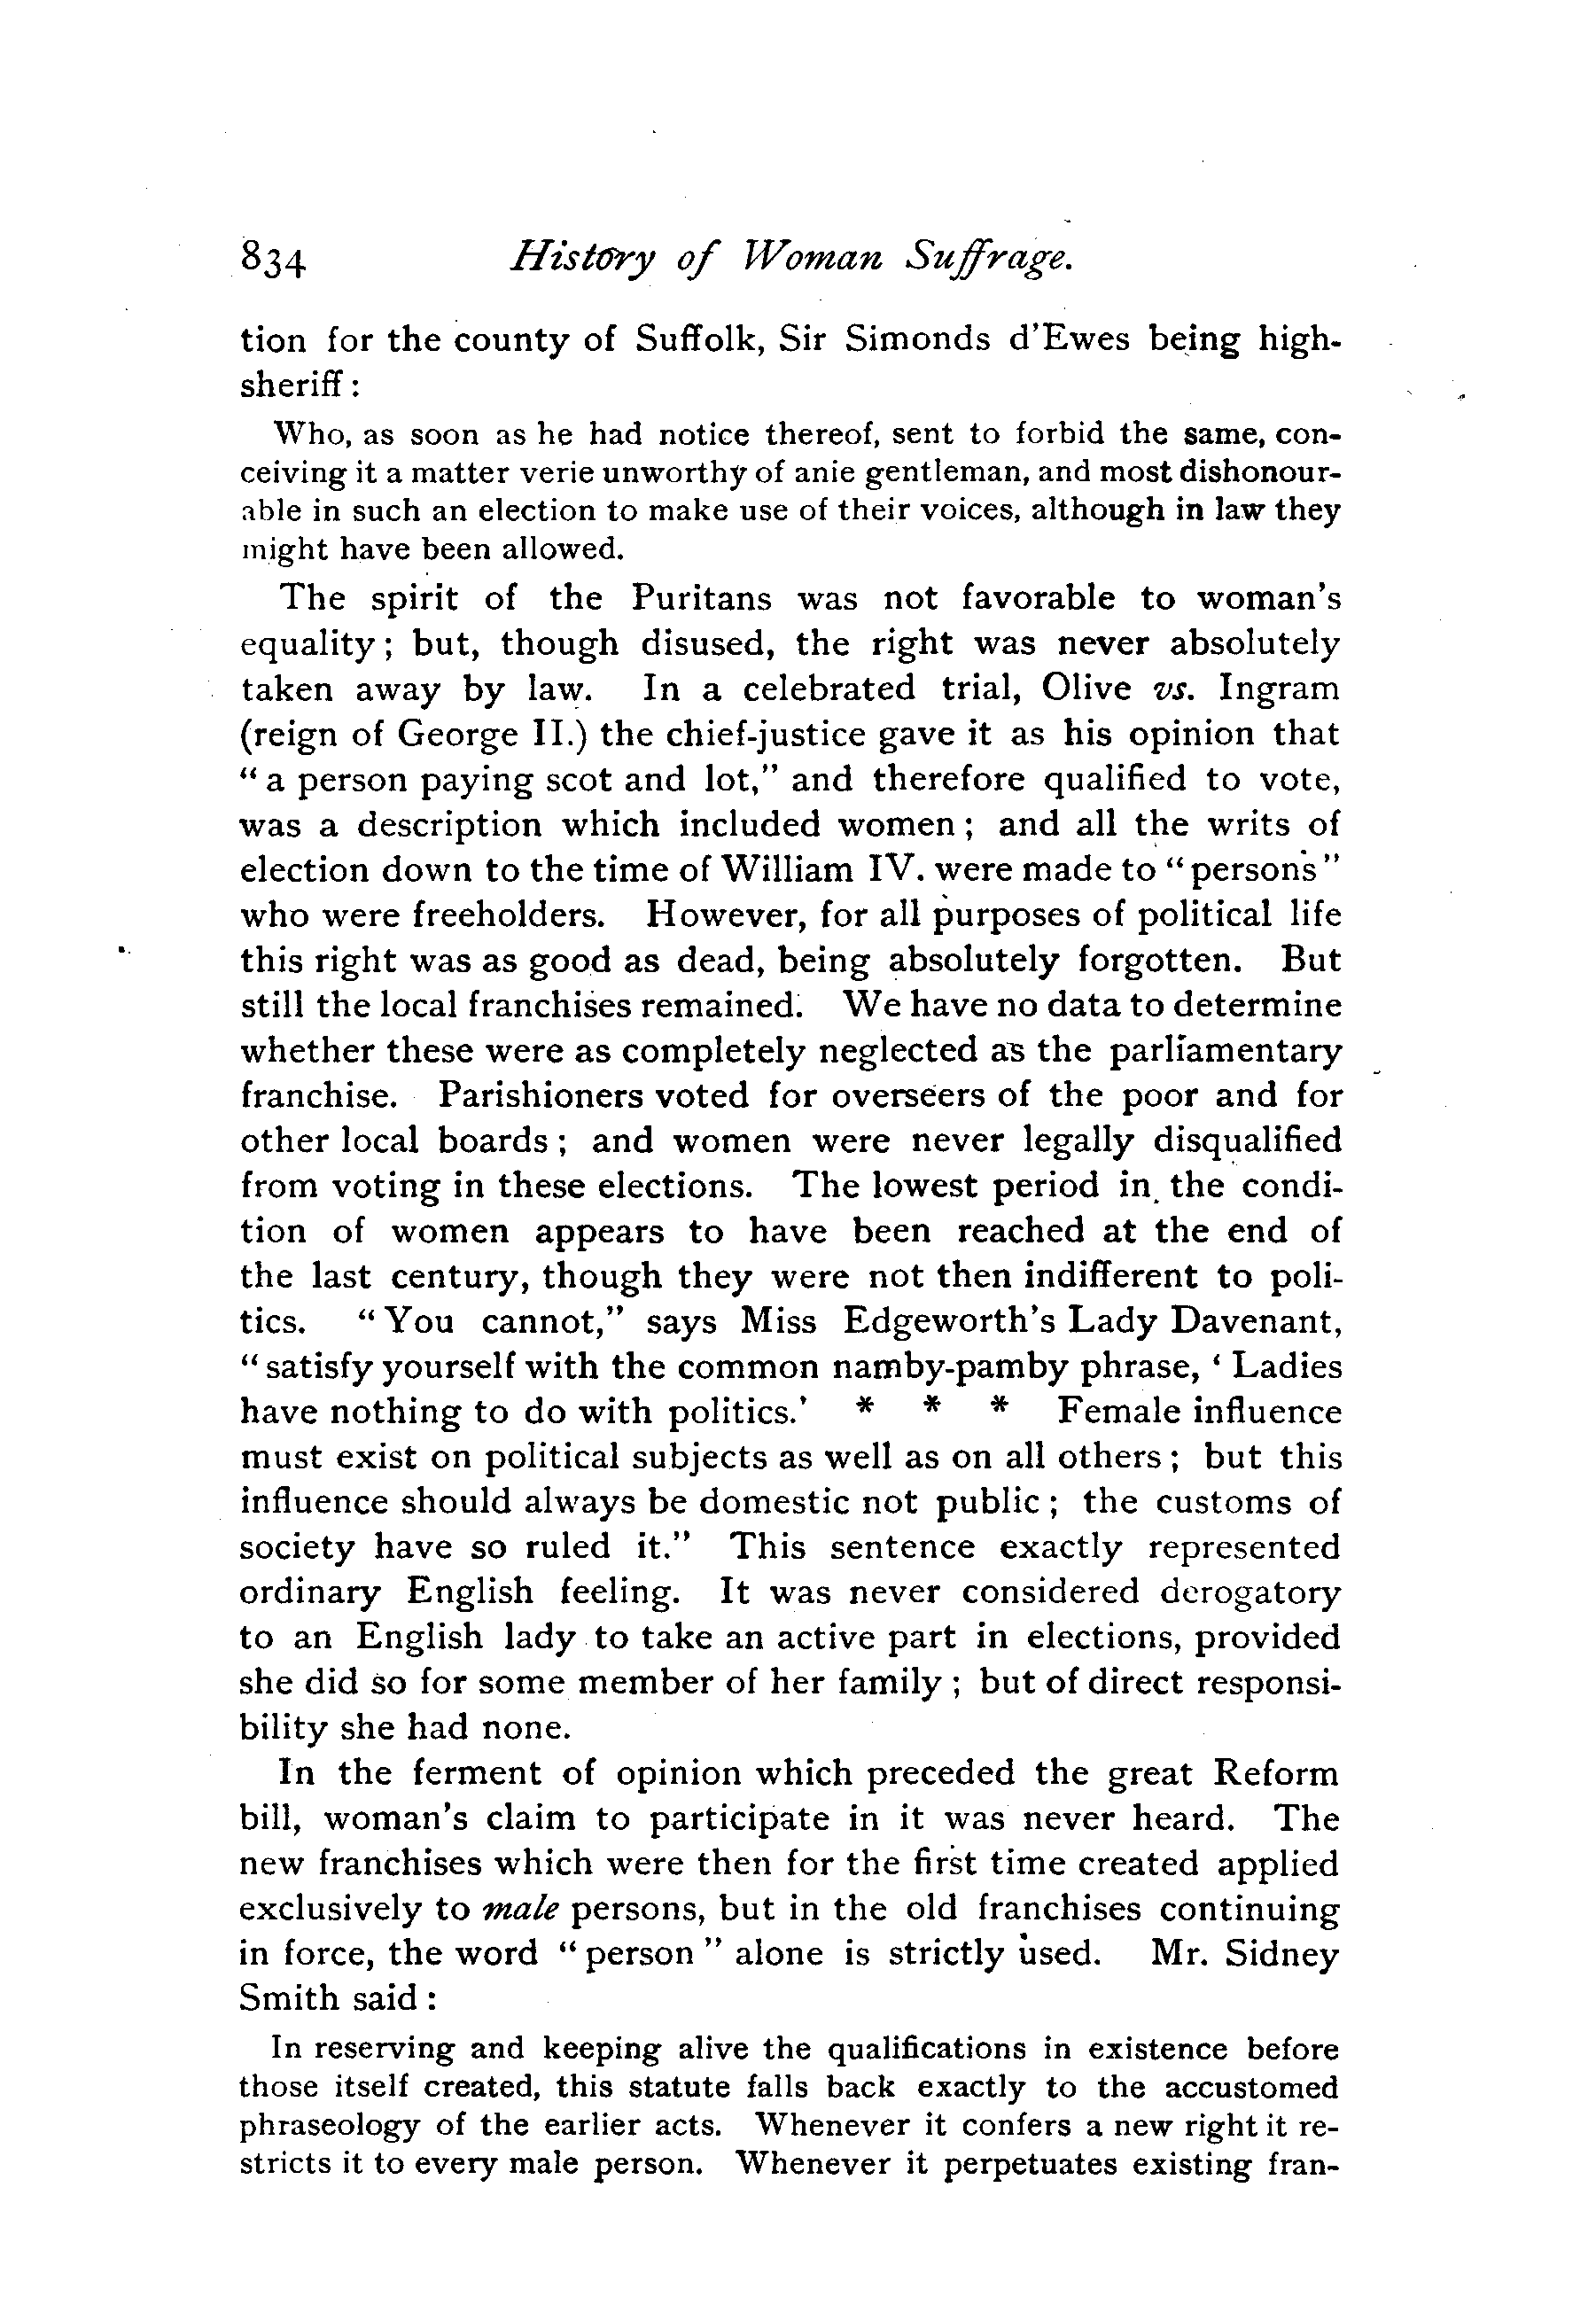 834 History of Woman Suffrage.
tion for the county of Suffolk, Sir Simonds d'Ewes being high-
sheriff :
Who, as soon as he had notice thereof, sent to forbid the same, con-
ceiving it a matter verie unworthy of anie gentleman, and most dishonour-
able in such an election to make use of their voices, although in law they
might have been allowed.
The spirit of the Puritans was not favorable to woman's
equality ; but, though disused, the right was never absolutely
taken away by law. In a celebrated trial, Olive vs. Ingram
(reign of George II.) the chief-justice gave it as his opinion that
" a person paying scot and lot," and therefore qualified to vote,
was a description which included women ; and all the writs of
election down to the time of William IV. were made to " persons "
who were freeholders. However, for all purposes of political life
this right was as good as dead, being absolutely forgotten. But
still the local franchises remained. We have no data to determine
whether these were as completely neglected as the parliamentary
franchise. Parishioners voted for overseers of the poor and for
other local boards ; and women were never legally disqualified
from voting in these elections. The lowest period in the condi-
tion of women appears to have been reached at the end of
the last century, though they were not then indifferent to poli-
tics. " You cannot," says Miss Edgeworth's Lady Davenant,
" satisfy yourself with the common namby-pamby phrase, ' Ladies
have nothing to do with politics.' * * * Female influence
must exist on political subjects as well as on all others ; but this
influence should always be domestic not public ; the customs of
society have so ruled it." This sentence exactly represented
ordinary English feeling. It was never considered derogatory
to an English lady to take an active part in elections, provided
she did so for some member of her family ; but of direct responsi-
bility she had none.
In the ferment of opinion which preceded the great Reform
bill, woman's claim to participate in it was never heard. The
new franchises which were then for the first time created applied
exclusively to male persons, but in the old franchises continuing
in force, the word " person " alone is strictly used. Mr. Sidney
Smith said :
In reserving and keeping alive the qualifications in existence before
those itself created, this statute falls back exactly to the accustomed
phraseology of the earlier acts. Whenever it confers a new right it re-
stricts it to every male person. Whenever it perpetuates existing fran-